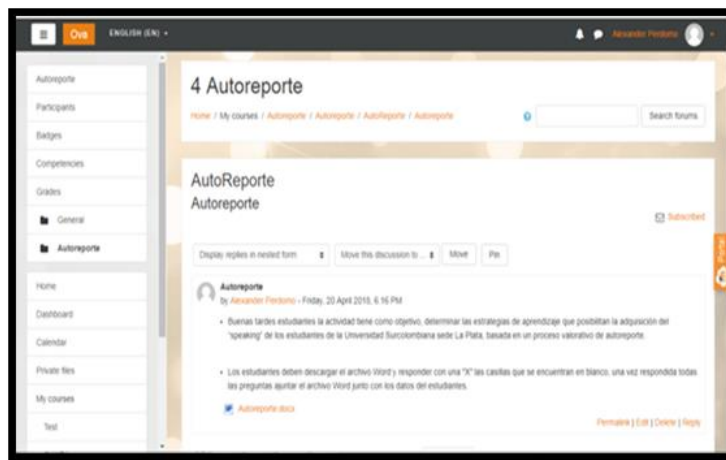 Ova ENGLISH (EN)
Alexander Perdomo
Autoreporte
Participants
Badges
Competencies
Grades
General
Autoreporte
Home
Dashboard
Calendar
Private files
My courses
Test
4 Autoreporte
Home / My courses / Autoreporte / Autoreporte / AutoReporte / Autoreporte
Search forums
AutoReporte
Autoreporte
Subscribed
Display replies in nested form
Move this discussion to ...
Move
Pin
Autoreporte
by Alexander Perdomo - Friday, 20 April 2018, 6:16 PM
• Buenas tardes estudiantes la actividad tiene como objetivo, determinar las estrategias de aprendizaje que posibilitan la adquisición del
"speaking" de los estudiantes de la Universidad Surcolombiana sede La Plata, basada en un proceso valorativo de autoreporte.
• Los estudiantes deben descargar el archivo Word y responder con una "X" las casillas que se encuentran en blanco, una vez respondida todas
las preguntas ajuntar el archivo Word junto con los datos del estudiantes.
Autoreporte.docx
Permalink | Edit | Delete | Reply
Portal